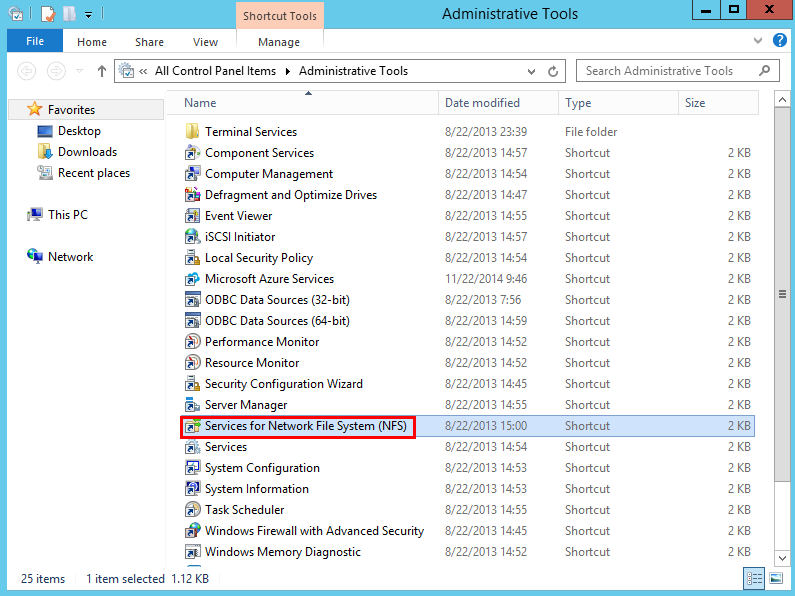 Shortcut Tools
Administrative Tools
File Home Share View Manage
« All Control Panel Items Administrative Tools
Search Administrative Tools
Favorites
Desktop
Downloads
Recent places
This PC
Network
Name Date modified Type Size
Terminal Services 8/22/2013 23:39 File folder
Component Services 8/22/2013 14:57 Shortcut 2 KB
Computer Management 8/22/2013 14:54 Shortcut 2 KB
Defragment and Optimize Drives 8/22/2013 14:47 Shortcut 2 KB
Event Viewer 8/22/2013 14:55 Shortcut 2 KB
iSCSI Initiator 8/22/2013 14:57 Shortcut 2 KB
Local Security Policy 8/22/2013 14:54 Shortcut 2 KB
Microsoft Azure Services 11/22/2014 9:46 Shortcut 2 KB
ODBC Data Sources (32-bit) 8/22/2013 7:56 Shortcut 2 KB
ODBC Data Sources (64-bit) 8/22/2013 14:59 Shortcut 2 KB
Performance Monitor 8/22/2013 14:52 Shortcut 2 KB
Resource Monitor 8/22/2013 14:52 Shortcut 2 KB
Security Configuration Wizard 8/22/2013 14:45 Shortcut 2 KB
Server Manager 8/22/2013 14:55 Shortcut 2 KB
Services for Network File System (NFS) 8/22/2013 15:00 Shortcut 2 KB
Services 8/22/2013 14:54 Shortcut 2 KB
System Configuration 8/22/2013 14:53 Shortcut 2 KB
System Information 8/22/2013 14:53 Shortcut 2 KB
Task Scheduler 8/22/2013 14:55 Shortcut 2 KB
Windows Firewall with Advanced Security 8/22/2013 14:45 Shortcut 2 KB
Windows Memory Diagnostic 8/22/2013 14:52 Shortcut 2 KB
25 items 1 item selected 1.12 KB